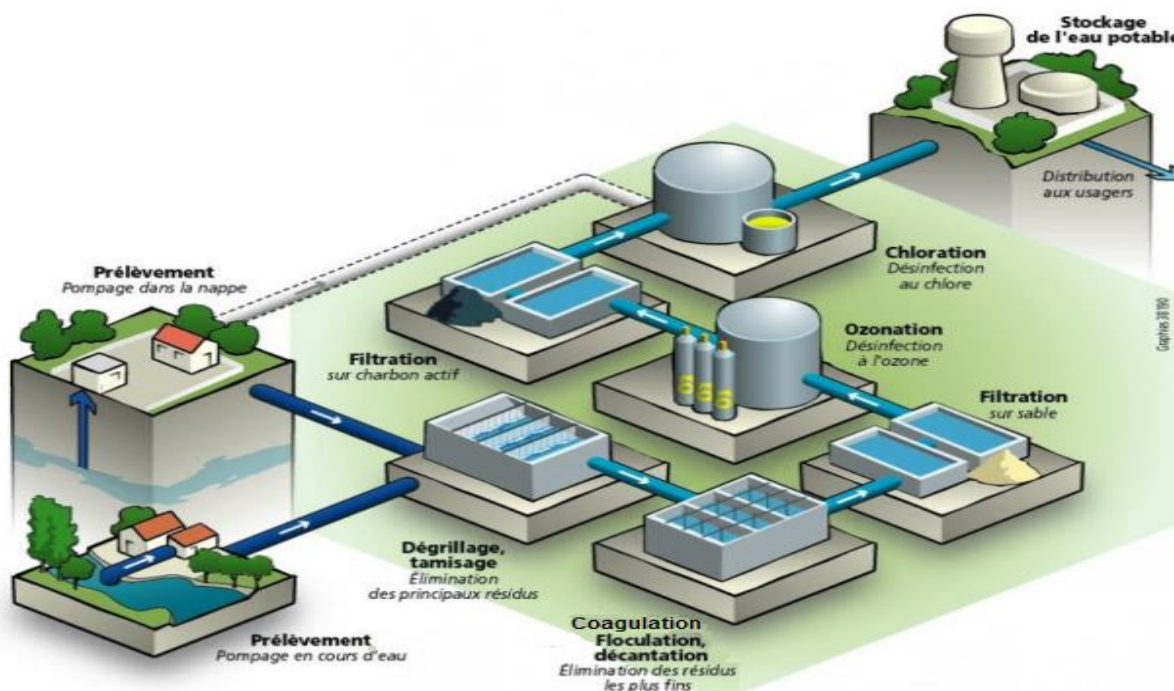 Stockage
de l'eau potable
Distribution
aux usagers
Chloration
Désinfection
au chlore
Prélèvement
Pompage dans la nappe
Ozonation
Désinfection
à l'ozone
Filtration
sur charbon actif
Filtration
sur sable
Dégrillage,
tamisage
Élimination
des principaux résidus
Coagulation
Floculation,
décantation
Élimination des résidus
les plus fins
Prélèvement
Pompage en cours d'eau